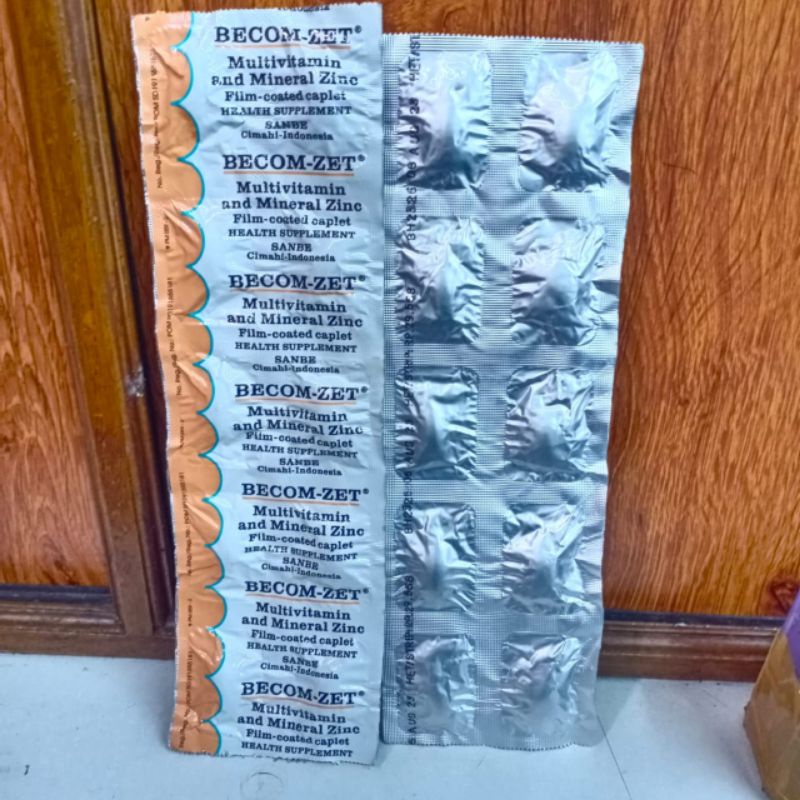 BECOM-ZET®
Multivitamin
and Mineral Zinc
Film-coated caplet
HEALTH SUPPLEMENT
SANBE
Cimahi-Indonesia
BECOM-ZET®
Multivitamin
and Mineral Zinc
Film-coated caplet
HEALTH SUPPLEMENT
SANBE
Cimahi-Indonesia
BECOM-ZET®
Multivitamin
and Mineral Zinc
Film-coated caplet
HEALTH SUPPLEMENT
SANBE
Cimahi-Indonesia
BECOM-ZET®
Multivitamin
and Mineral Zinc
Film-coated caplet
HEALTH SUPPLEMENT
SANBE
Cimahi-Indonesia
BECOM-ZET®
Multivitamin
and Mineral Zinc
Film-coated caplet
HEALTH SUPPLEMENT
SANBE
Cimahi-Indonesia
BECOM-ZET®
Multivitamin
and Mineral Zinc
Film-coated caplet
HEALTH SUPPLEMENT
SANBE
Cimahi-Indonesia
BECOM-ZET®
Multivitamin
and Mineral Zinc
Film-coated caplet
HEALTH SUPPLEMENT
AUG